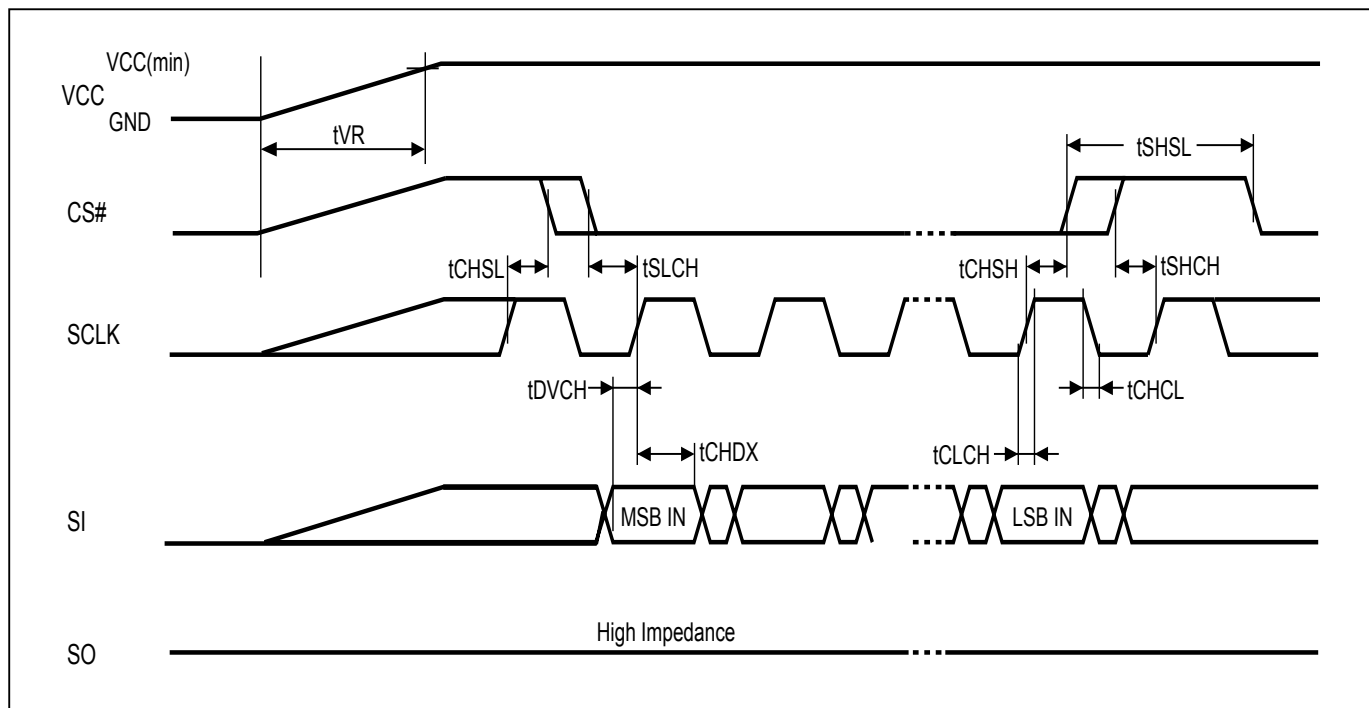 VCC(min)
VCC
GND
tVR
tSHSL
CS#
tCHSL
tSLCH
tCHSH
tSHCH
SCLK
tDVCH
tCHCL
tCHDX
tCLCH
SI
MSB IN
LSB IN
High Impedance
SO